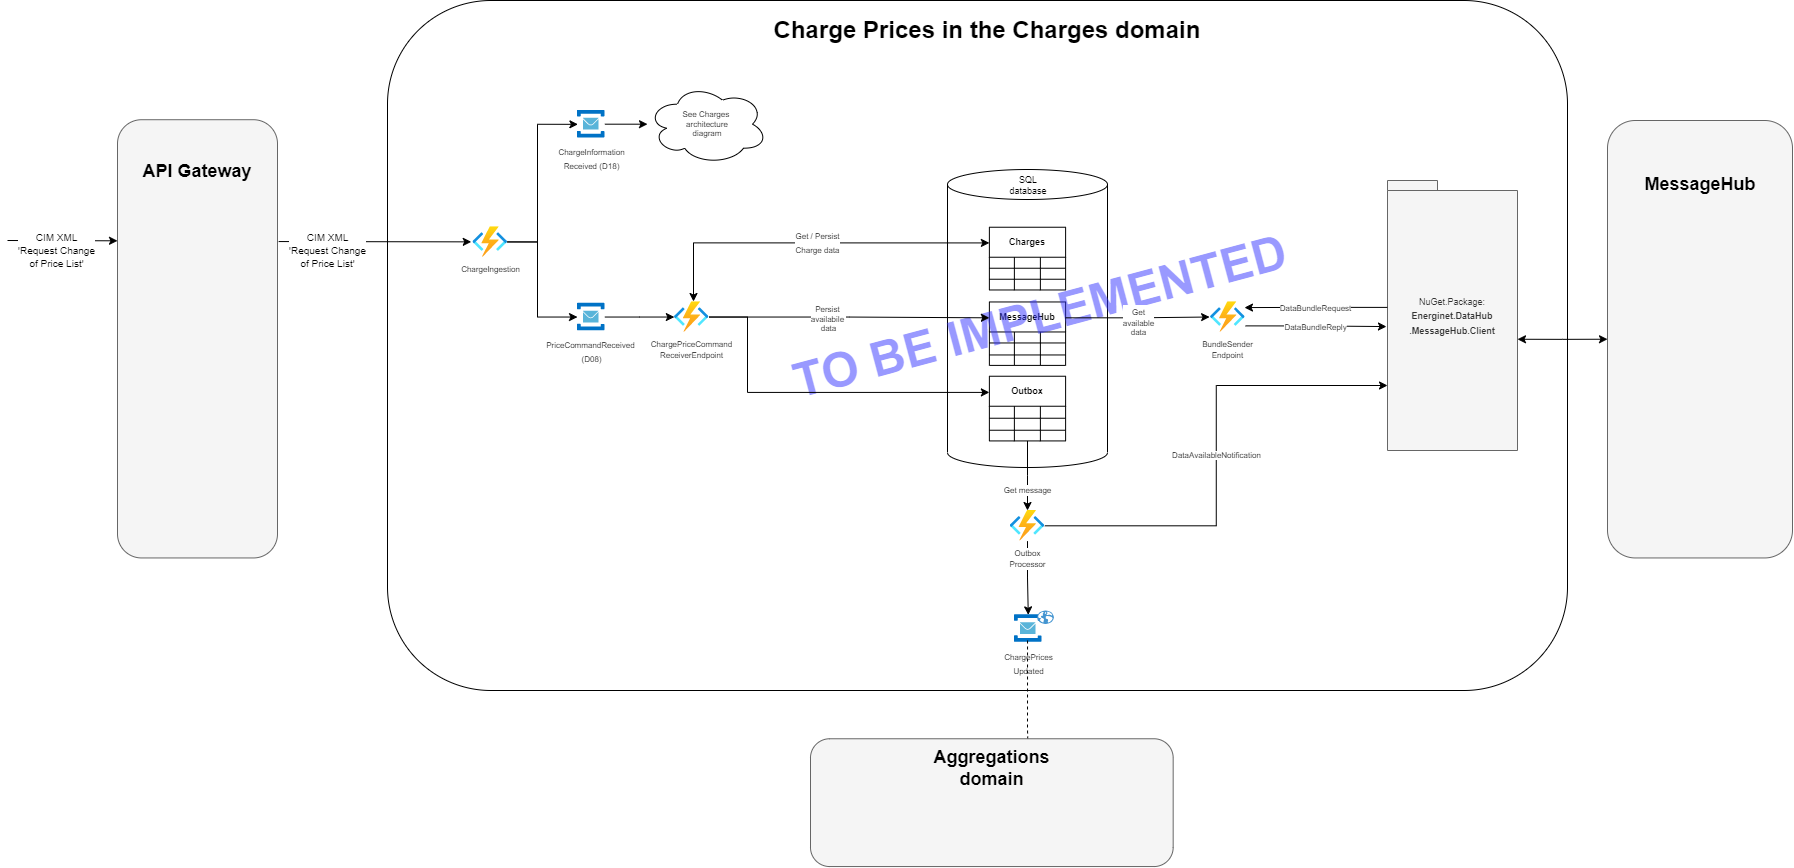 Charge Prices in the Charges domain
API Gateway
MessageHub
CIM XML
'Request Change
of Price List'
CIM XML
'Request Change
of Price List'
ChargeIngestion
ChargeInformation
Received (D18)
See Charges
architecture
diagram
PriceCommandReceived
(D08)
ChargePriceCommand
ReceiverEndpoint
Get / Persist
Charge data
Persist
availabile
data
SQL
database
Charges
MessageHub
Outbox
TO BE IMPLEMENTED
Get
available
data
BundleSender
Endpoint
DataBundleRequest
DataBundleReply
NuGet.Package:
Energinet.DataHub
.MessageHub.Client
DataAvailableNotification
Get message
Outbox
Processor
ChargePrices
Updated
Aggregations
domain